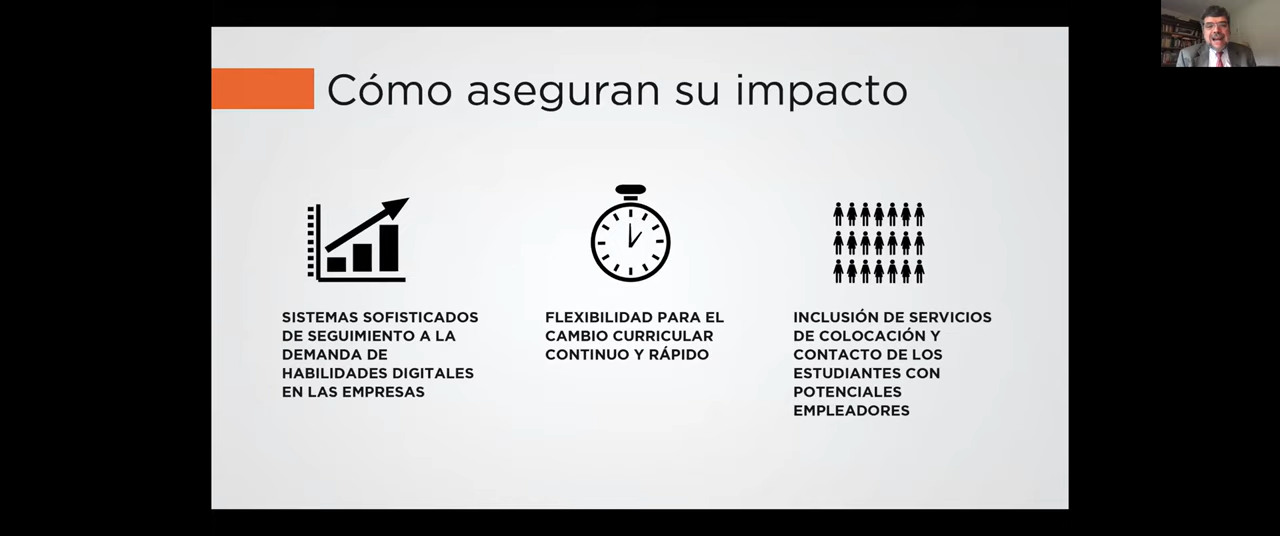 Cómo aseguran su impacto
SISTEMAS SOFISTICADOS
DE SEGUIMIENTO A LA
DEMANDA DE
HABILIDADES DIGITALES
EN LAS EMPRESAS
FLEXIBILIDAD PARA EL
CAMBIO CURRICULAR
CONTINUO Y RÁPIDO
INCLUSIÓN DE SERVICIOS
DE COLOCACIÓN Y
CONTACTO DE LOS
ESTUDIANTES CON
POTENCIALES
EMPLEADORES